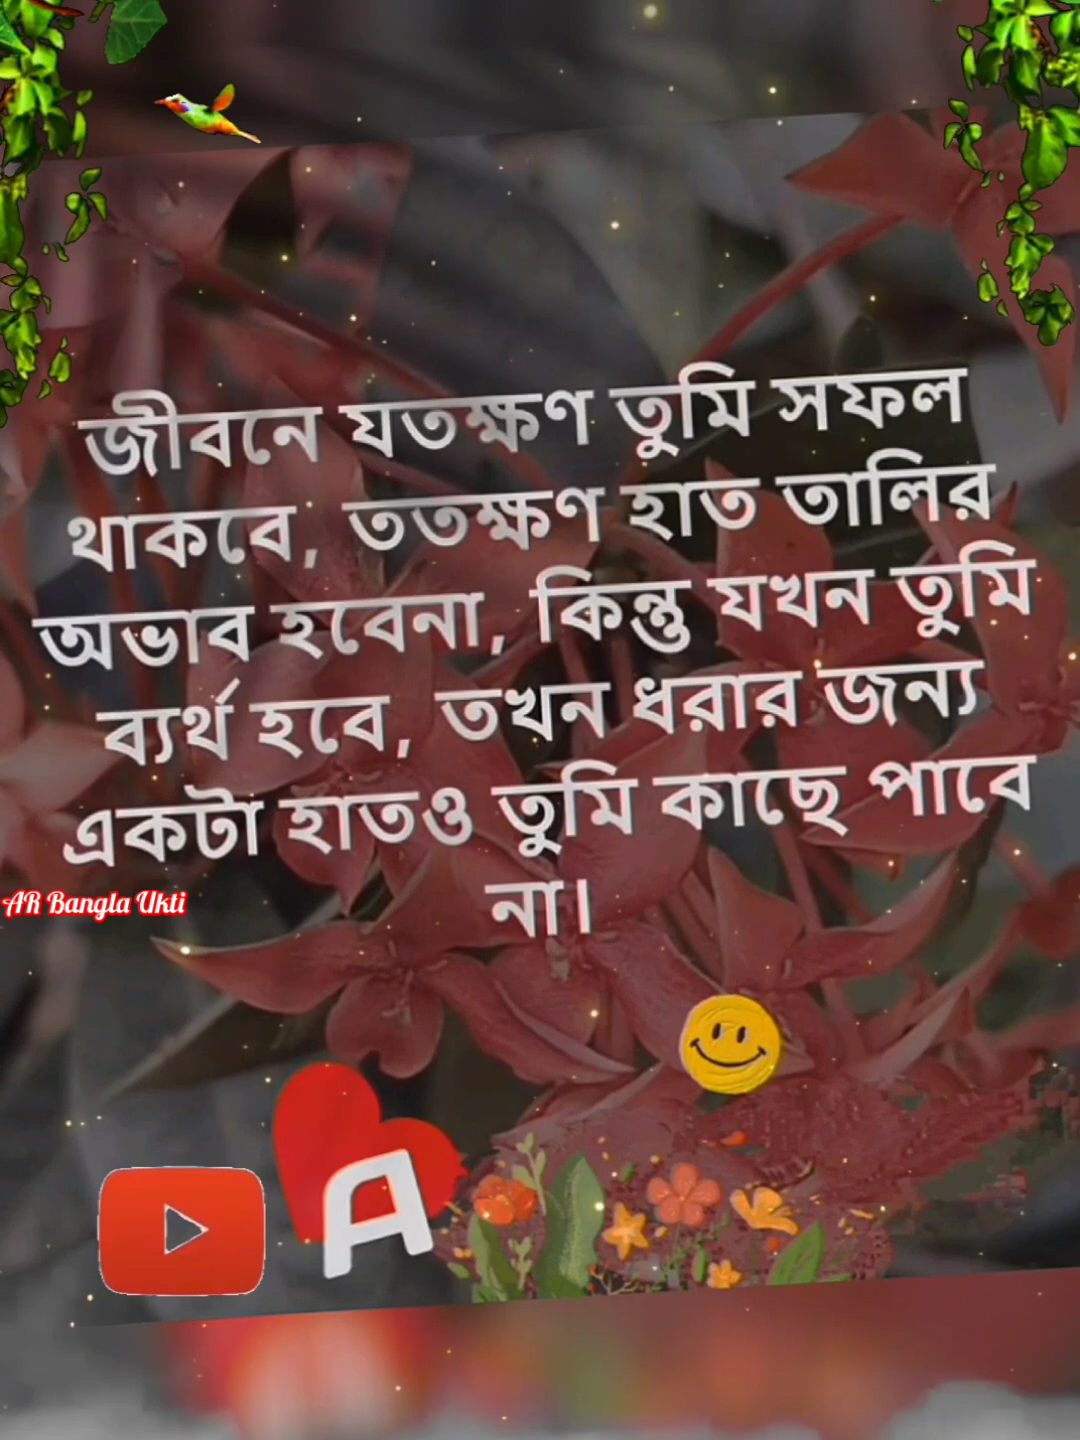 জীবনে যতক্ষণ তুমি সফল
থাকবে, ততক্ষণ হাত তালির
অভাব হবেনা, কিন্তু যখন তুমি
ব্যর্থ হবে, তখন ধরার জন্য
একটা হাতও তুমি কাছে পাবে
না।
AR Bangla Ukti
A